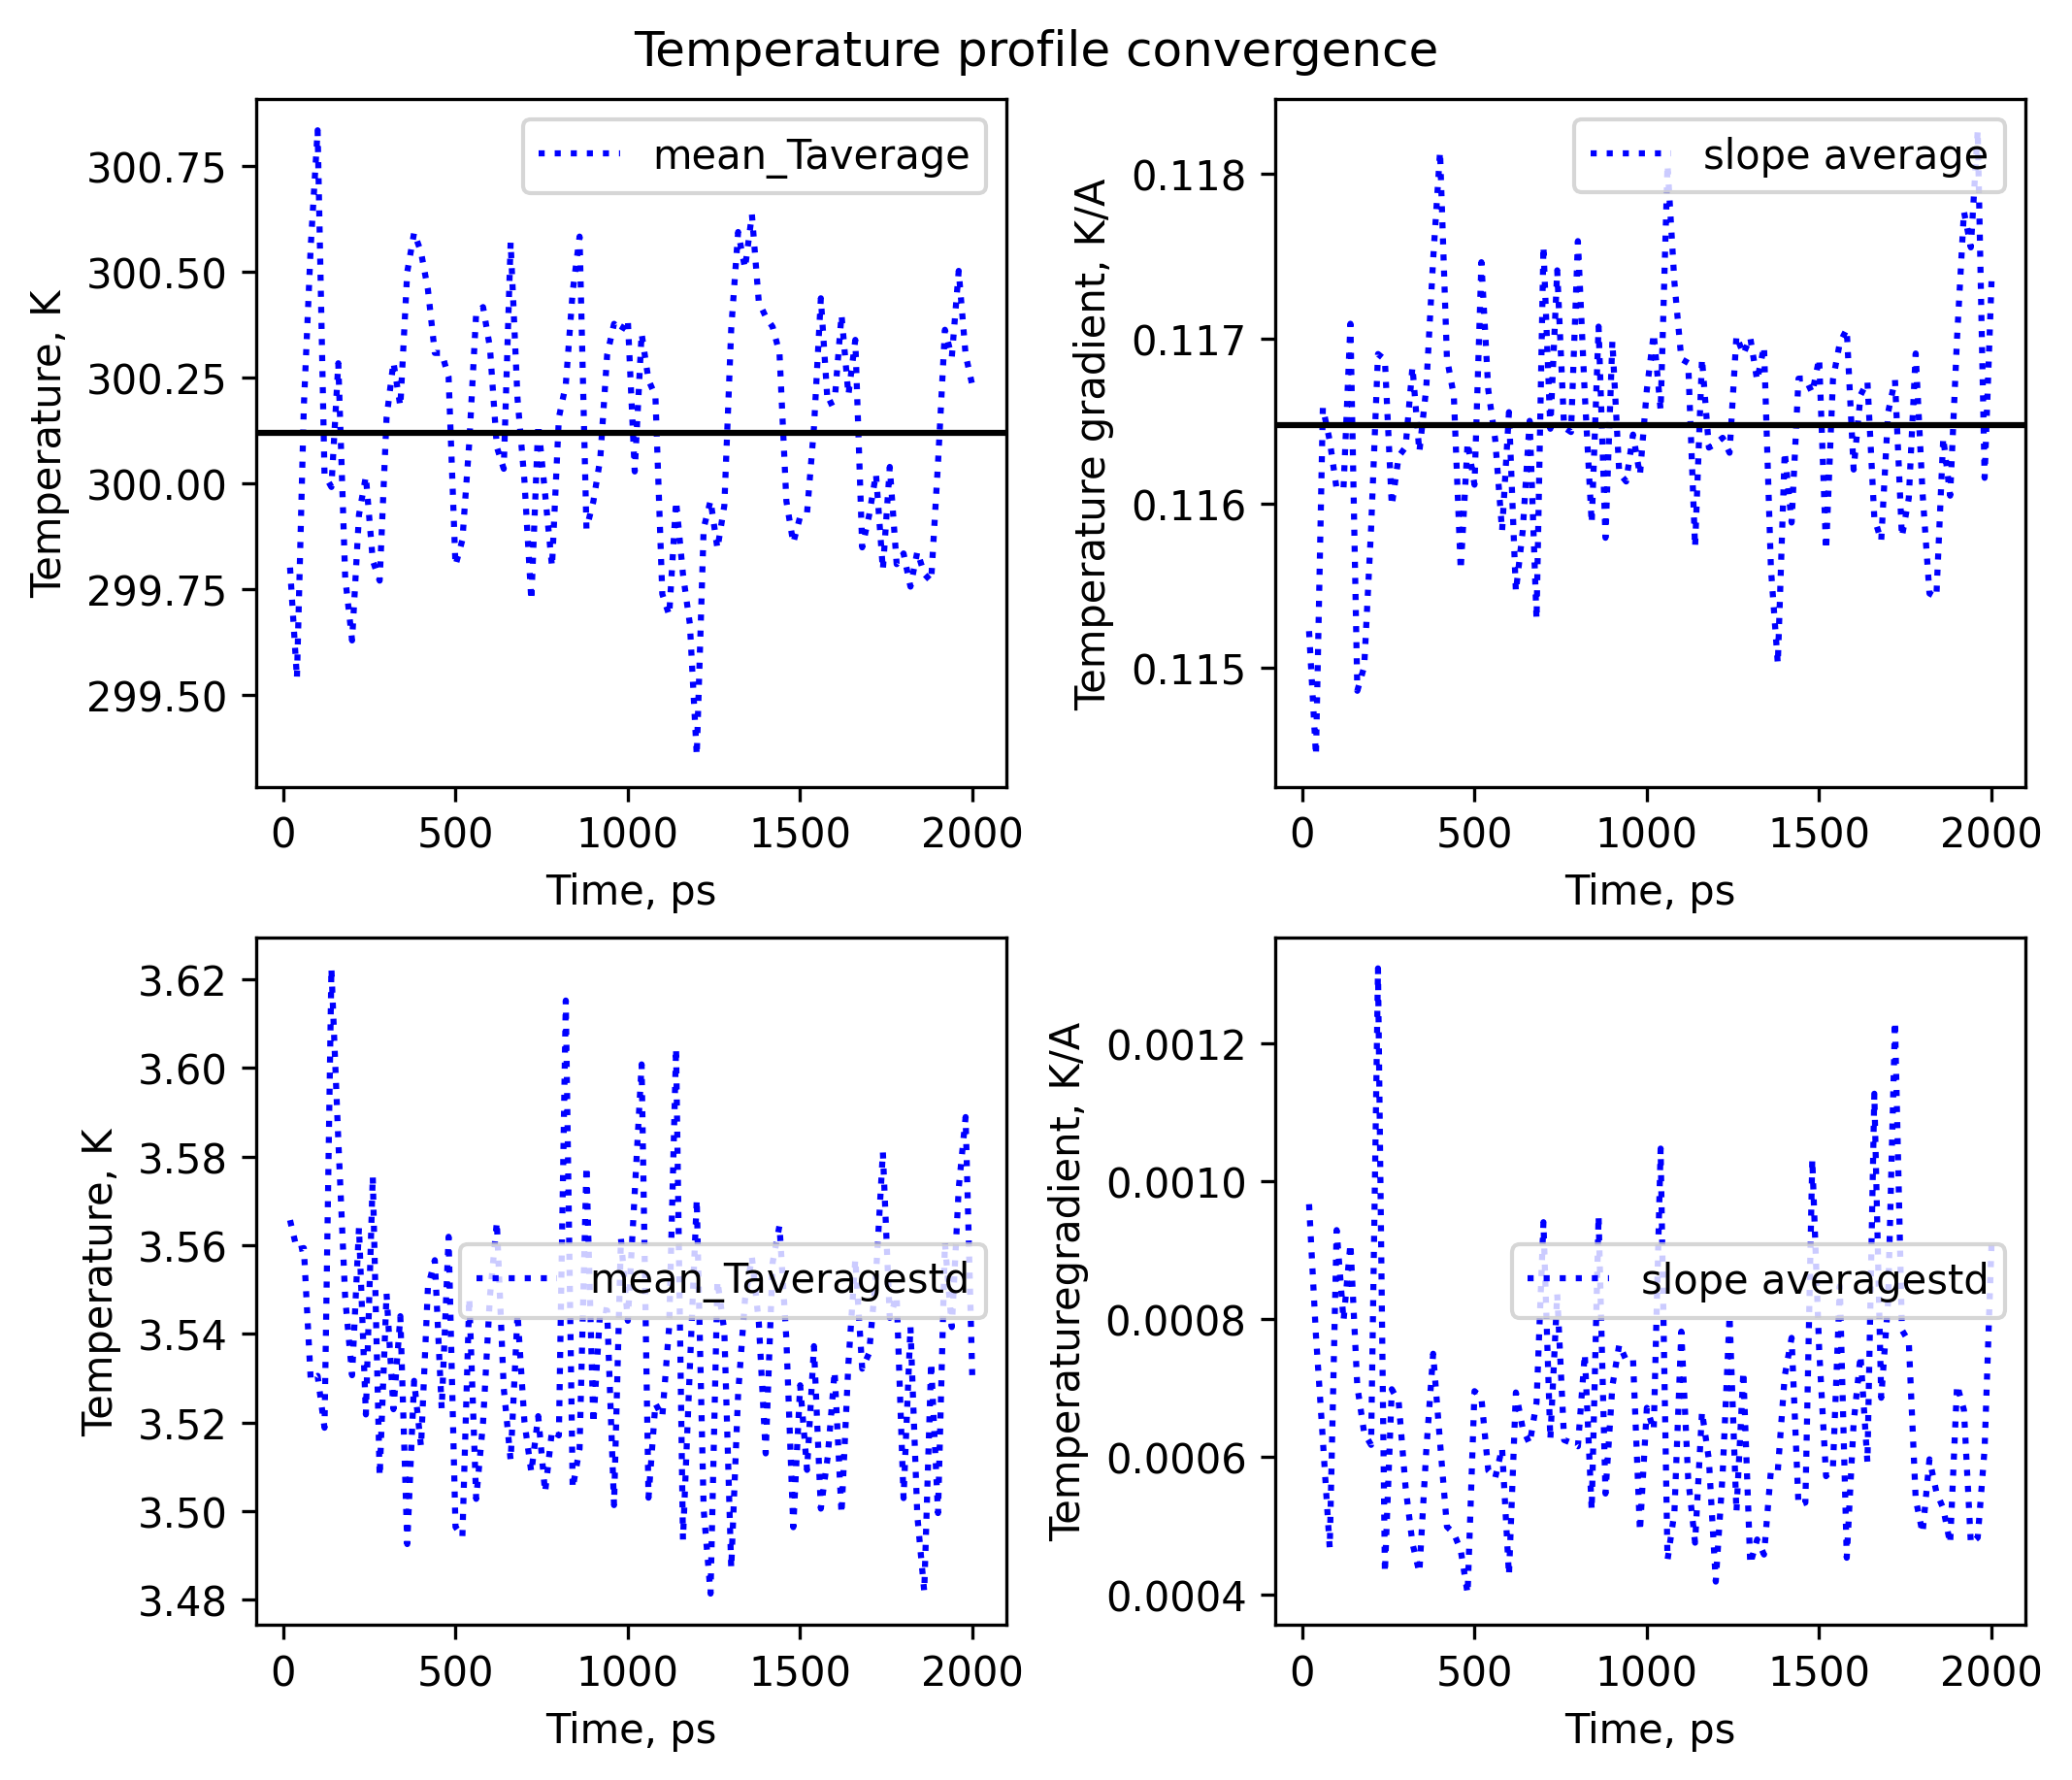 Temperature profile convergence
mean_Taverage
Temperature, K
300.75
300.50
300.25
300.00
299.75
299.50
0 500 1000 1500 2000
Time, ps
slope average
Temperature gradient, K/A
0.118
0.117
0.116
0.115
0 500 1000 1500 2000
Time, ps
mean_Taveragestd
Temperature, K
3.62
3.60
3.58
3.56
3.54
3.52
3.50
3.48
0 500 1000 1500 2000
Time, ps
slope averagestd
Temperaturegradient, K/A
0.0012
0.0010
0.0008
0.0006
0.0004
0 500 1000 1500 2000
Time, ps